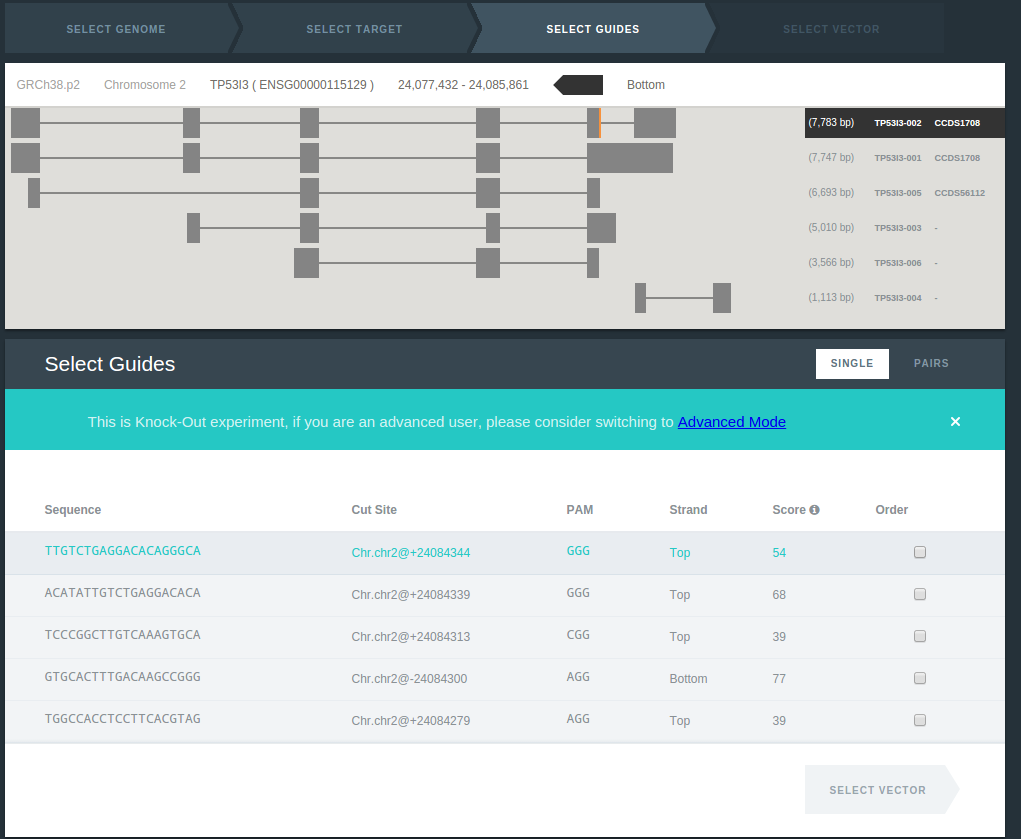 SELECT GENOME SELECT TARGET SELECT GUIDES SELECT VECTOR
GRCh38.p2 Chromosome 2 TP53I3 ( ENSG00000115129 ) 24,077,432 - 24,085,861 Bottom
(7,783 bp) TP53I3-002 CCDS1708
(7,747 bp) TP53I3-001 CCDS1708
(6,693 bp) TP53I3-005 CCDS56112
(5,010 bp) TP53I3-003 -
(3,566 bp) TP53I3-006 -
(1,113 bp) TP53I3-004 -
Select Guides SINGLE PAIRS
This is Knock-Out experiment, if you are an advanced user, please consider switching to Advanced Mode ×
Sequence Cut Site PAM Strand Score Order
TTGTCTGAGGACACAGGGCA Chr.chr2@+24084344 GGG Top 54
ACATATTGTCTGAGGACACA Chr.chr2@+24084339 GGG Top 68
TCCCGGCTTGTCAAAGTGCA Chr.chr2@+24084313 CGG Top 39
GTGCACTTTGACAAGCCGGG Chr.chr2@-24084300 AGG Bottom 77
TGGCCACCTCCTTCACGTAG Chr.chr2@+24084279 AGG Top 39
SELECT VECTOR